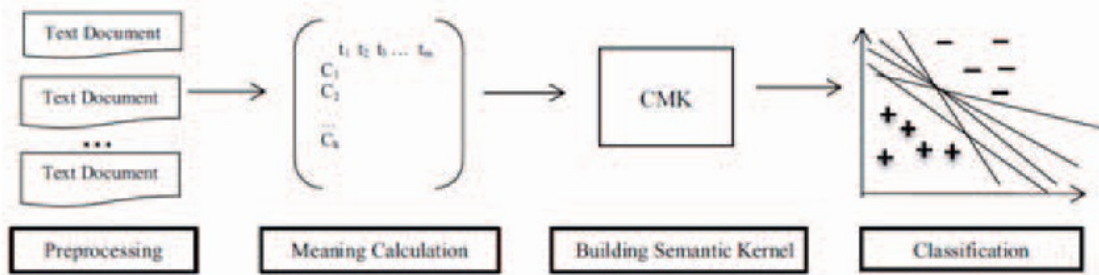 Text Document
Text Document
...
Text Document
t₁ t₂ t₃ ... tₘ
C₁
C₂
...
Cₖ
CMK
Preprocessing
Meaning Calculation
Building Semantic Kernel
Classification